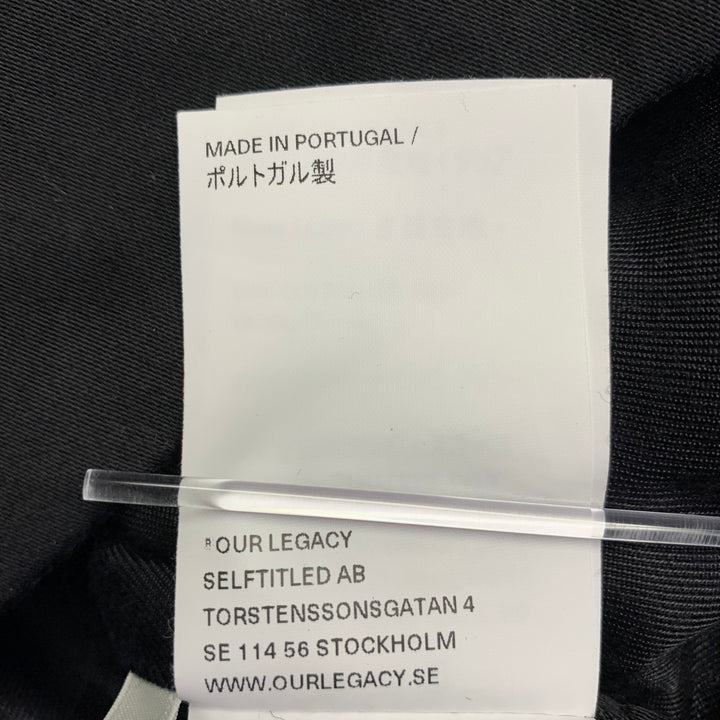 MADE IN PORTUGAL /
ポルトガル製
ᴿOUR LEGACY
SELFTITLED AB
TORSTENSSONSGATAN 4
SE 114 56 STOCKHOLM
WWW.OURLEGACY.SE